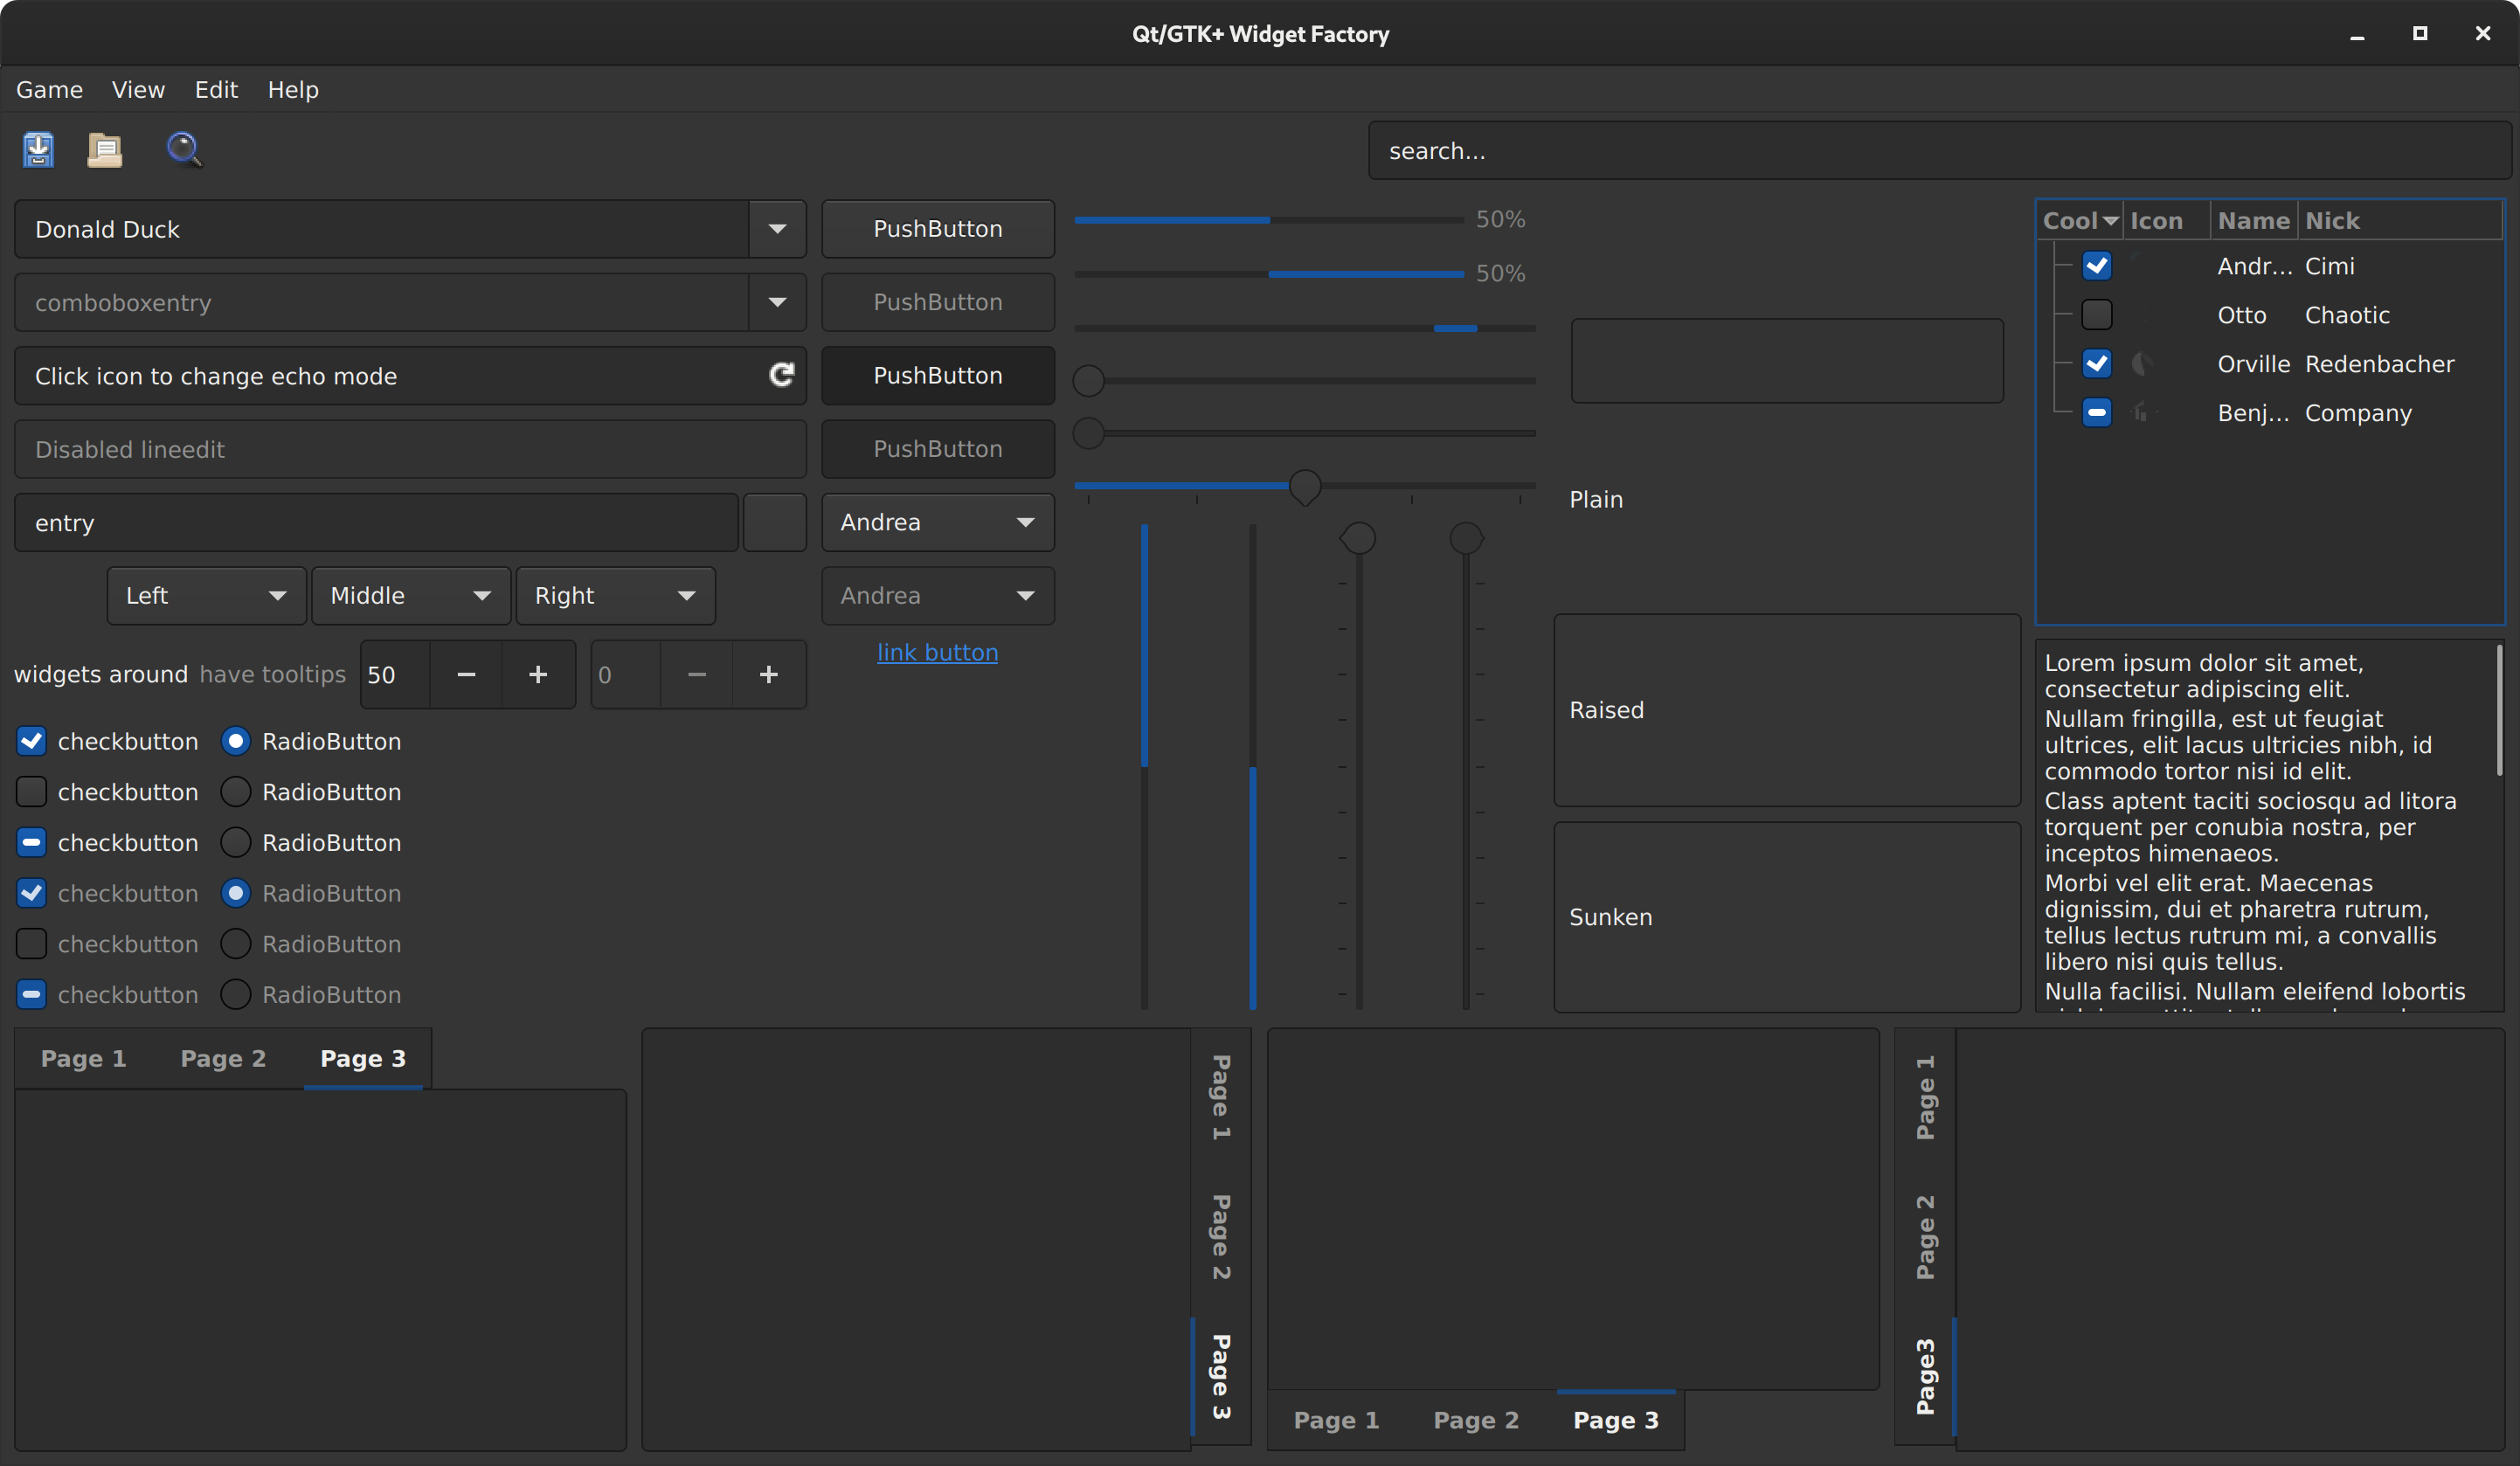 Qt/GTK+ Widget Factory
Game View Edit Help
search...
Donald Duck
comboboxentry
Click icon to change echo mode
Disabled lineedit
entry
Left Middle Right
widgets around have tooltips 50 0
checkbutton RadioButton
checkbutton RadioButton
checkbutton RadioButton
checkbutton RadioButton
checkbutton RadioButton
checkbutton RadioButton
PushButton
PushButton
PushButton
PushButton
Andrea
Andrea
link button
50%
50%
Plain
Raised
Sunken
Cool Icon Name Nick
Andr... Cimi
Otto Chaotic
Orville Redenbacher
Benj... Company
Lorem ipsum dolor sit amet,
consectetur adipiscing elit.
Nullam fringilla, est ut feugiat
ultrices, elit lacus ultricies nibh, id
commodo tortor nisi id elit.
Class aptent taciti sociosqu ad litora
torquent per conubia nostra, per
inceptos himenaeos.
Morbi vel elit erat. Maecenas
dignissim, dui et pharetra rutrum,
tellus lectus rutrum mi, a convallis
libero nisi quis tellus.
Nulla facilisi. Nullam eleifend lobortis
Page 1 Page 2 Page 3
Page 1
Page 2
Page 3
Page 1 Page 2 Page 3
Page 1
Page 2
Page3